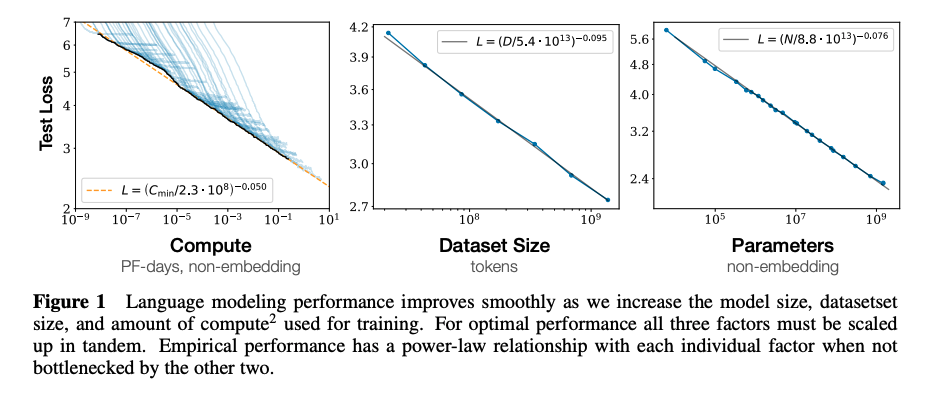 7
6
5
4
3
2
Test Loss
L = (C_min/2.3 · 10^8)^−0.050
10^−9 10^−7 10^−5 10^−3 10^−1 10^1
Compute
PF-days, non-embedding
4.2
3.9
3.6
3.3
3.0
2.7
L = (D/5.4 · 10^13)^−0.095
10^8 10^9
Dataset Size
tokens
5.6
4.8
4.0
3.2
2.4
L = (N/8.8 · 10^13)^−0.076
10^5 10^7 10^9
Parameters
non-embedding
Figure 1 Language modeling performance improves smoothly as we increase the model size, datasetset
size, and amount of compute² used for training. For optimal performance all three factors must be scaled
up in tandem. Empirical performance has a power-law relationship with each individual factor when not
bottlenecked by the other two.